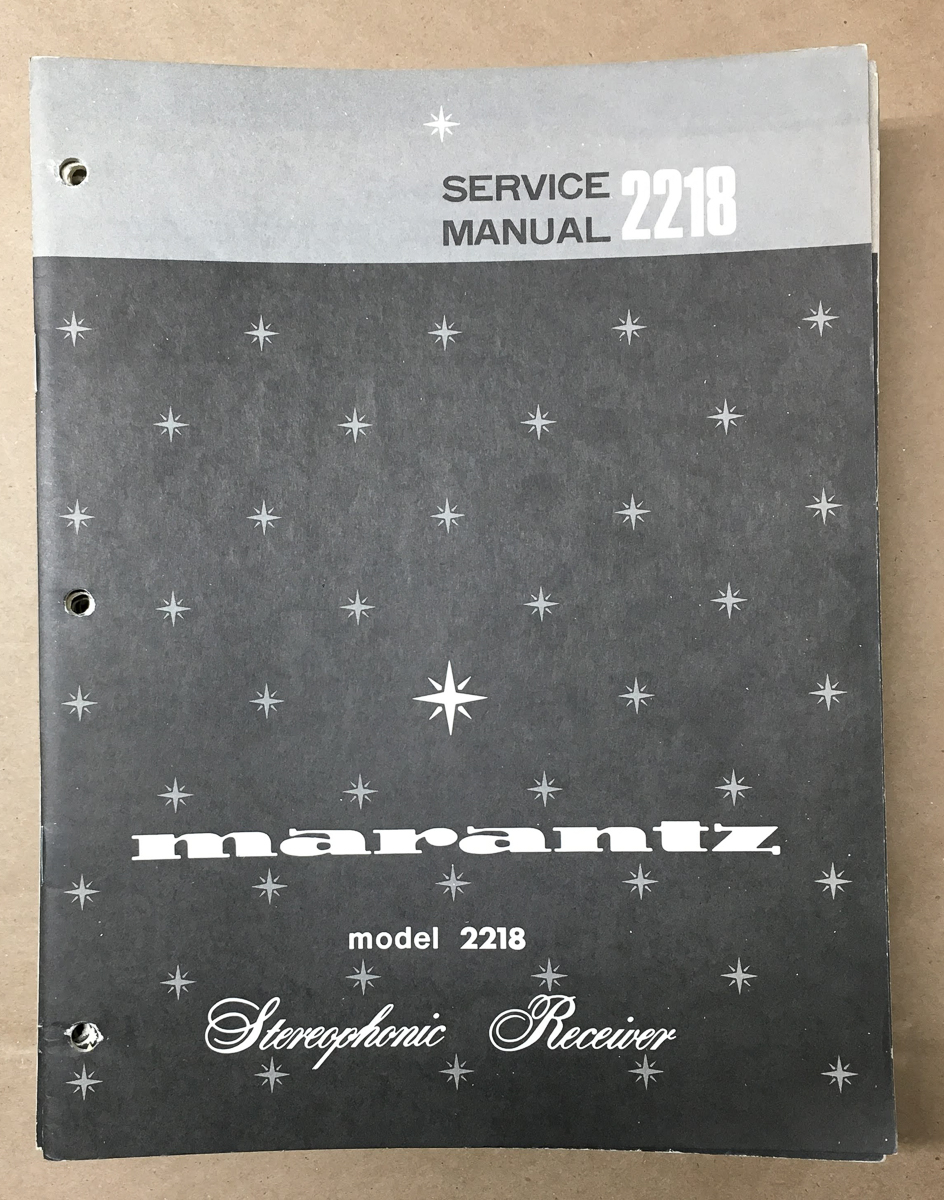 SERVICE
MANUAL 2218
marantz
model 2218
Stereophonic Receiver